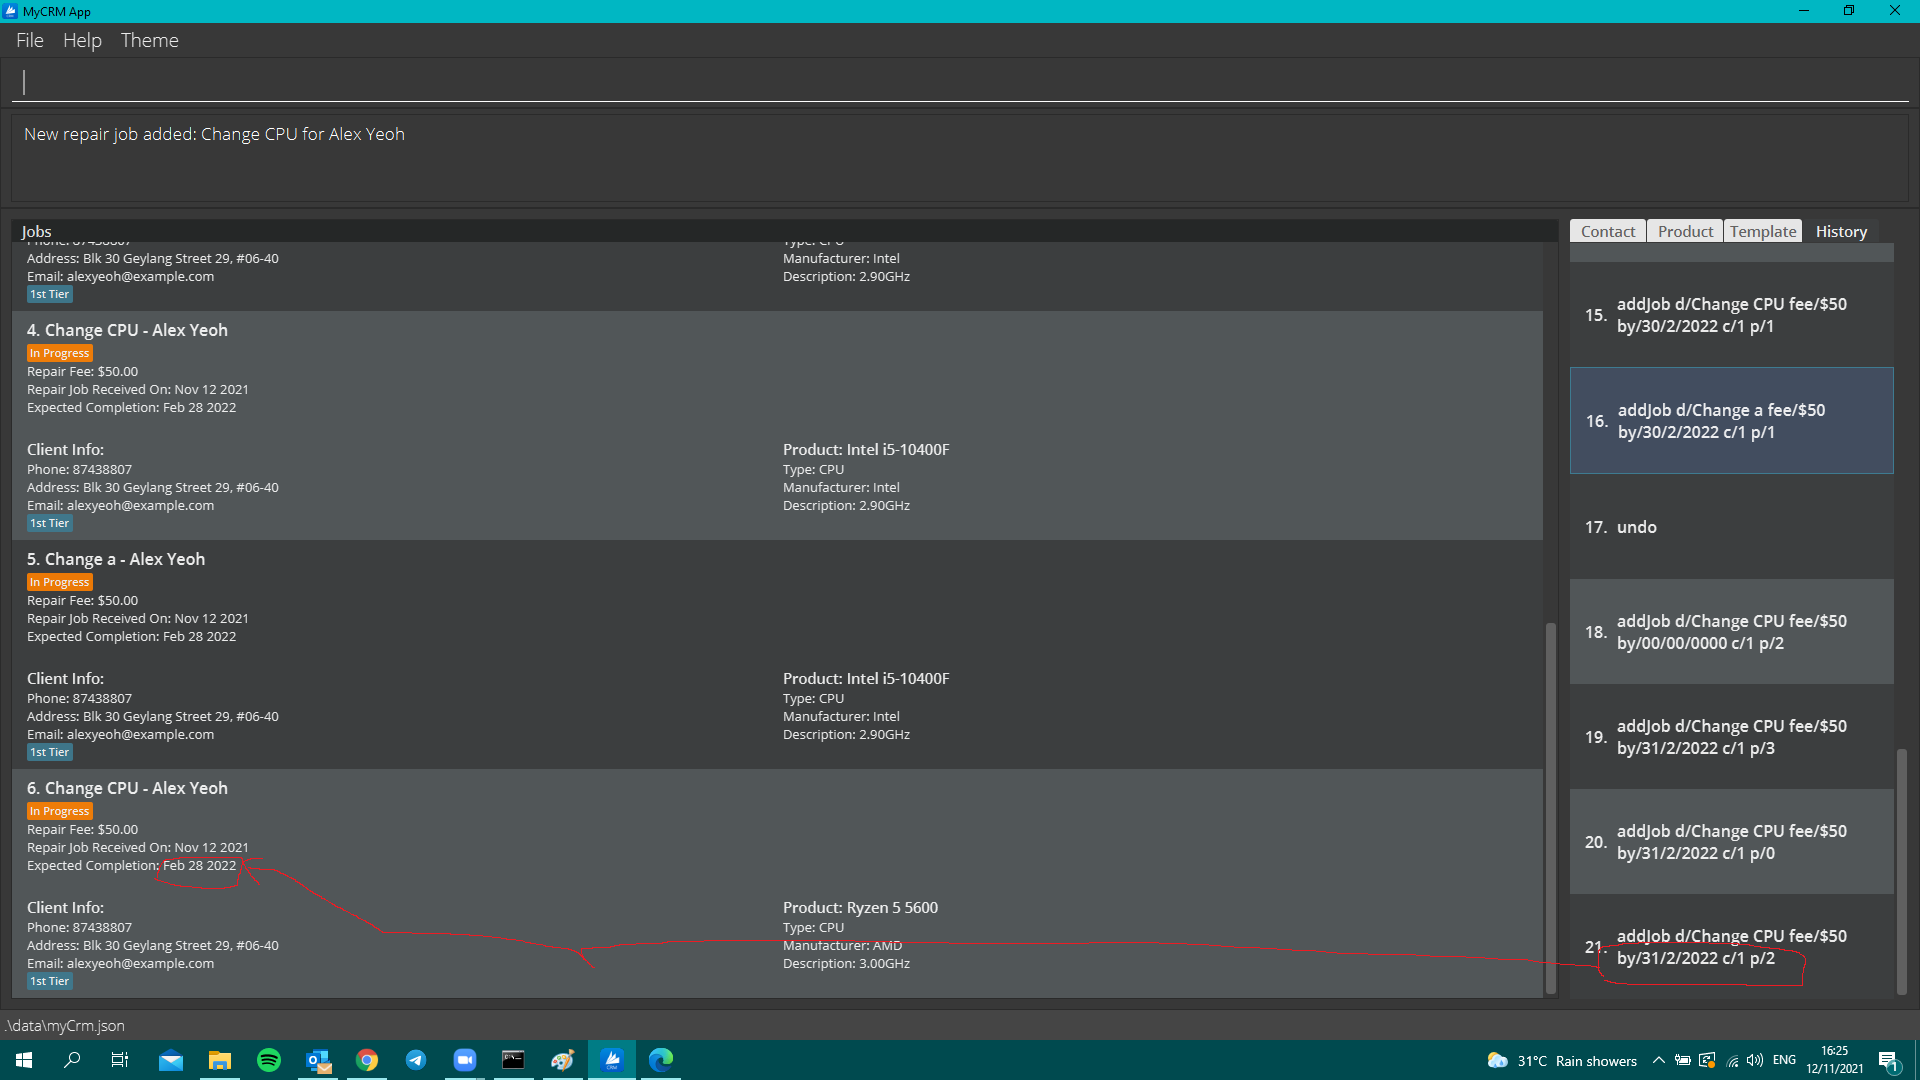 MyCRM App
File Help Theme
New repair job added: Change CPU for Alex Yeoh
Jobs
Address: Blk 30 Geylang Street 29, #06-40
Email: alexyeoh@example.com
1st Tier
Manufacturer: Intel
Description: 2.90GHz
4. Change CPU - Alex Yeoh
In Progress
Repair Fee: $50.00
Repair Job Received On: Nov 12 2021
Expected Completion: Feb 28 2022
Client Info:
Phone: 87438807
Address: Blk 30 Geylang Street 29, #06-40
Email: alexyeoh@example.com
1st Tier
Product: Intel i5-10400F
Type: CPU
Manufacturer: Intel
Description: 2.90GHz
5. Change a - Alex Yeoh
In Progress
Repair Fee: $50.00
Repair Job Received On: Nov 12 2021
Expected Completion: Feb 28 2022
Client Info:
Phone: 87438807
Address: Blk 30 Geylang Street 29, #06-40
Email: alexyeoh@example.com
1st Tier
Product: Intel i5-10400F
Type: CPU
Manufacturer: Intel
Description: 2.90GHz
6. Change CPU - Alex Yeoh
In Progress
Repair Fee: $50.00
Repair Job Received On: Nov 12 2021
Expected Completion: Feb 28 2022
Client Info:
Phone: 87438807
Address: Blk 30 Geylang Street 29, #06-40
Email: alexyeoh@example.com
1st Tier
Product: Ryzen 5 5600
Type: CPU
Manufacturer: AMD
Description: 3.00GHz
Contact Product Template History
15. addJob d/Change CPU fee/$50
by/30/2/2022 c/1 p/1
16. addJob d/Change a fee/$50
by/30/2/2022 c/1 p/1
17. undo
18. addJob d/Change CPU fee/$50
by/00/00/0000 c/1 p/2
19. addJob d/Change CPU fee/$50
by/31/2/2022 c/1 p/3
20. addJob d/Change CPU fee/$50
by/31/2/2022 c/1 p/0
21. addJob d/Change CPU fee/$50
by/31/2/2022 c/1 p/2
.\data\myCrm.json
31°C Rain showers
ENG
16:25
12/11/2021
1